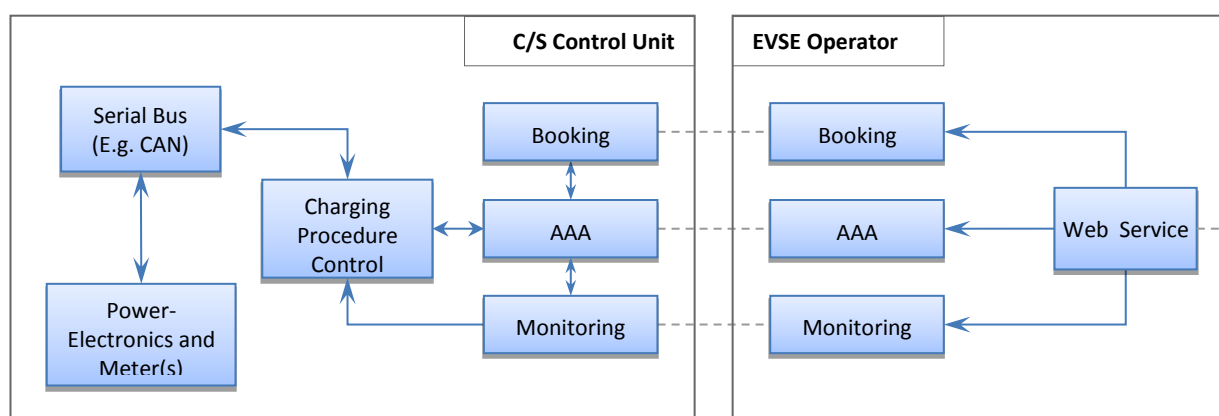 C/S Control Unit
EVSE Operator
Serial Bus
(E.g. CAN)
Booking
Booking
Charging
Procedure
Control
AAA
AAA
Web Service
Power-
Electronics and
Meter(s)
Monitoring
Monitoring